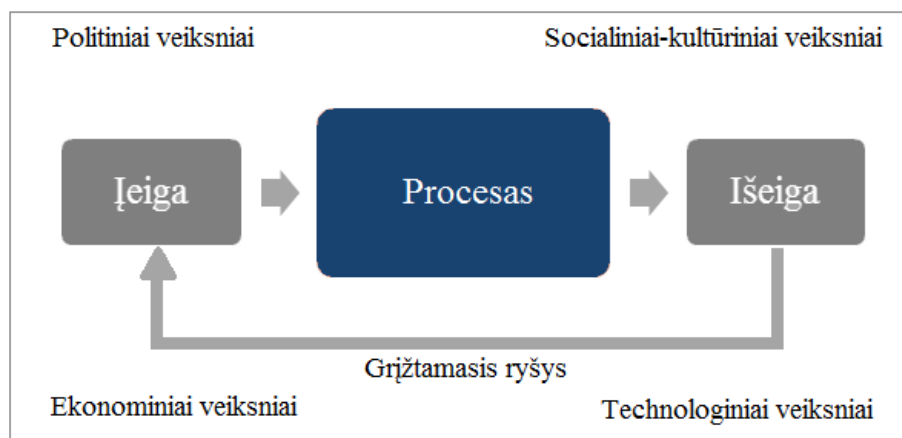 Politiniai veiksniai
Socialiniai-kultūriniai veiksniai
Įeiga
Procesas
Išeiga
Grįžtamasis ryšys
Ekonominiai veiksniai
Technologiniai veiksniai